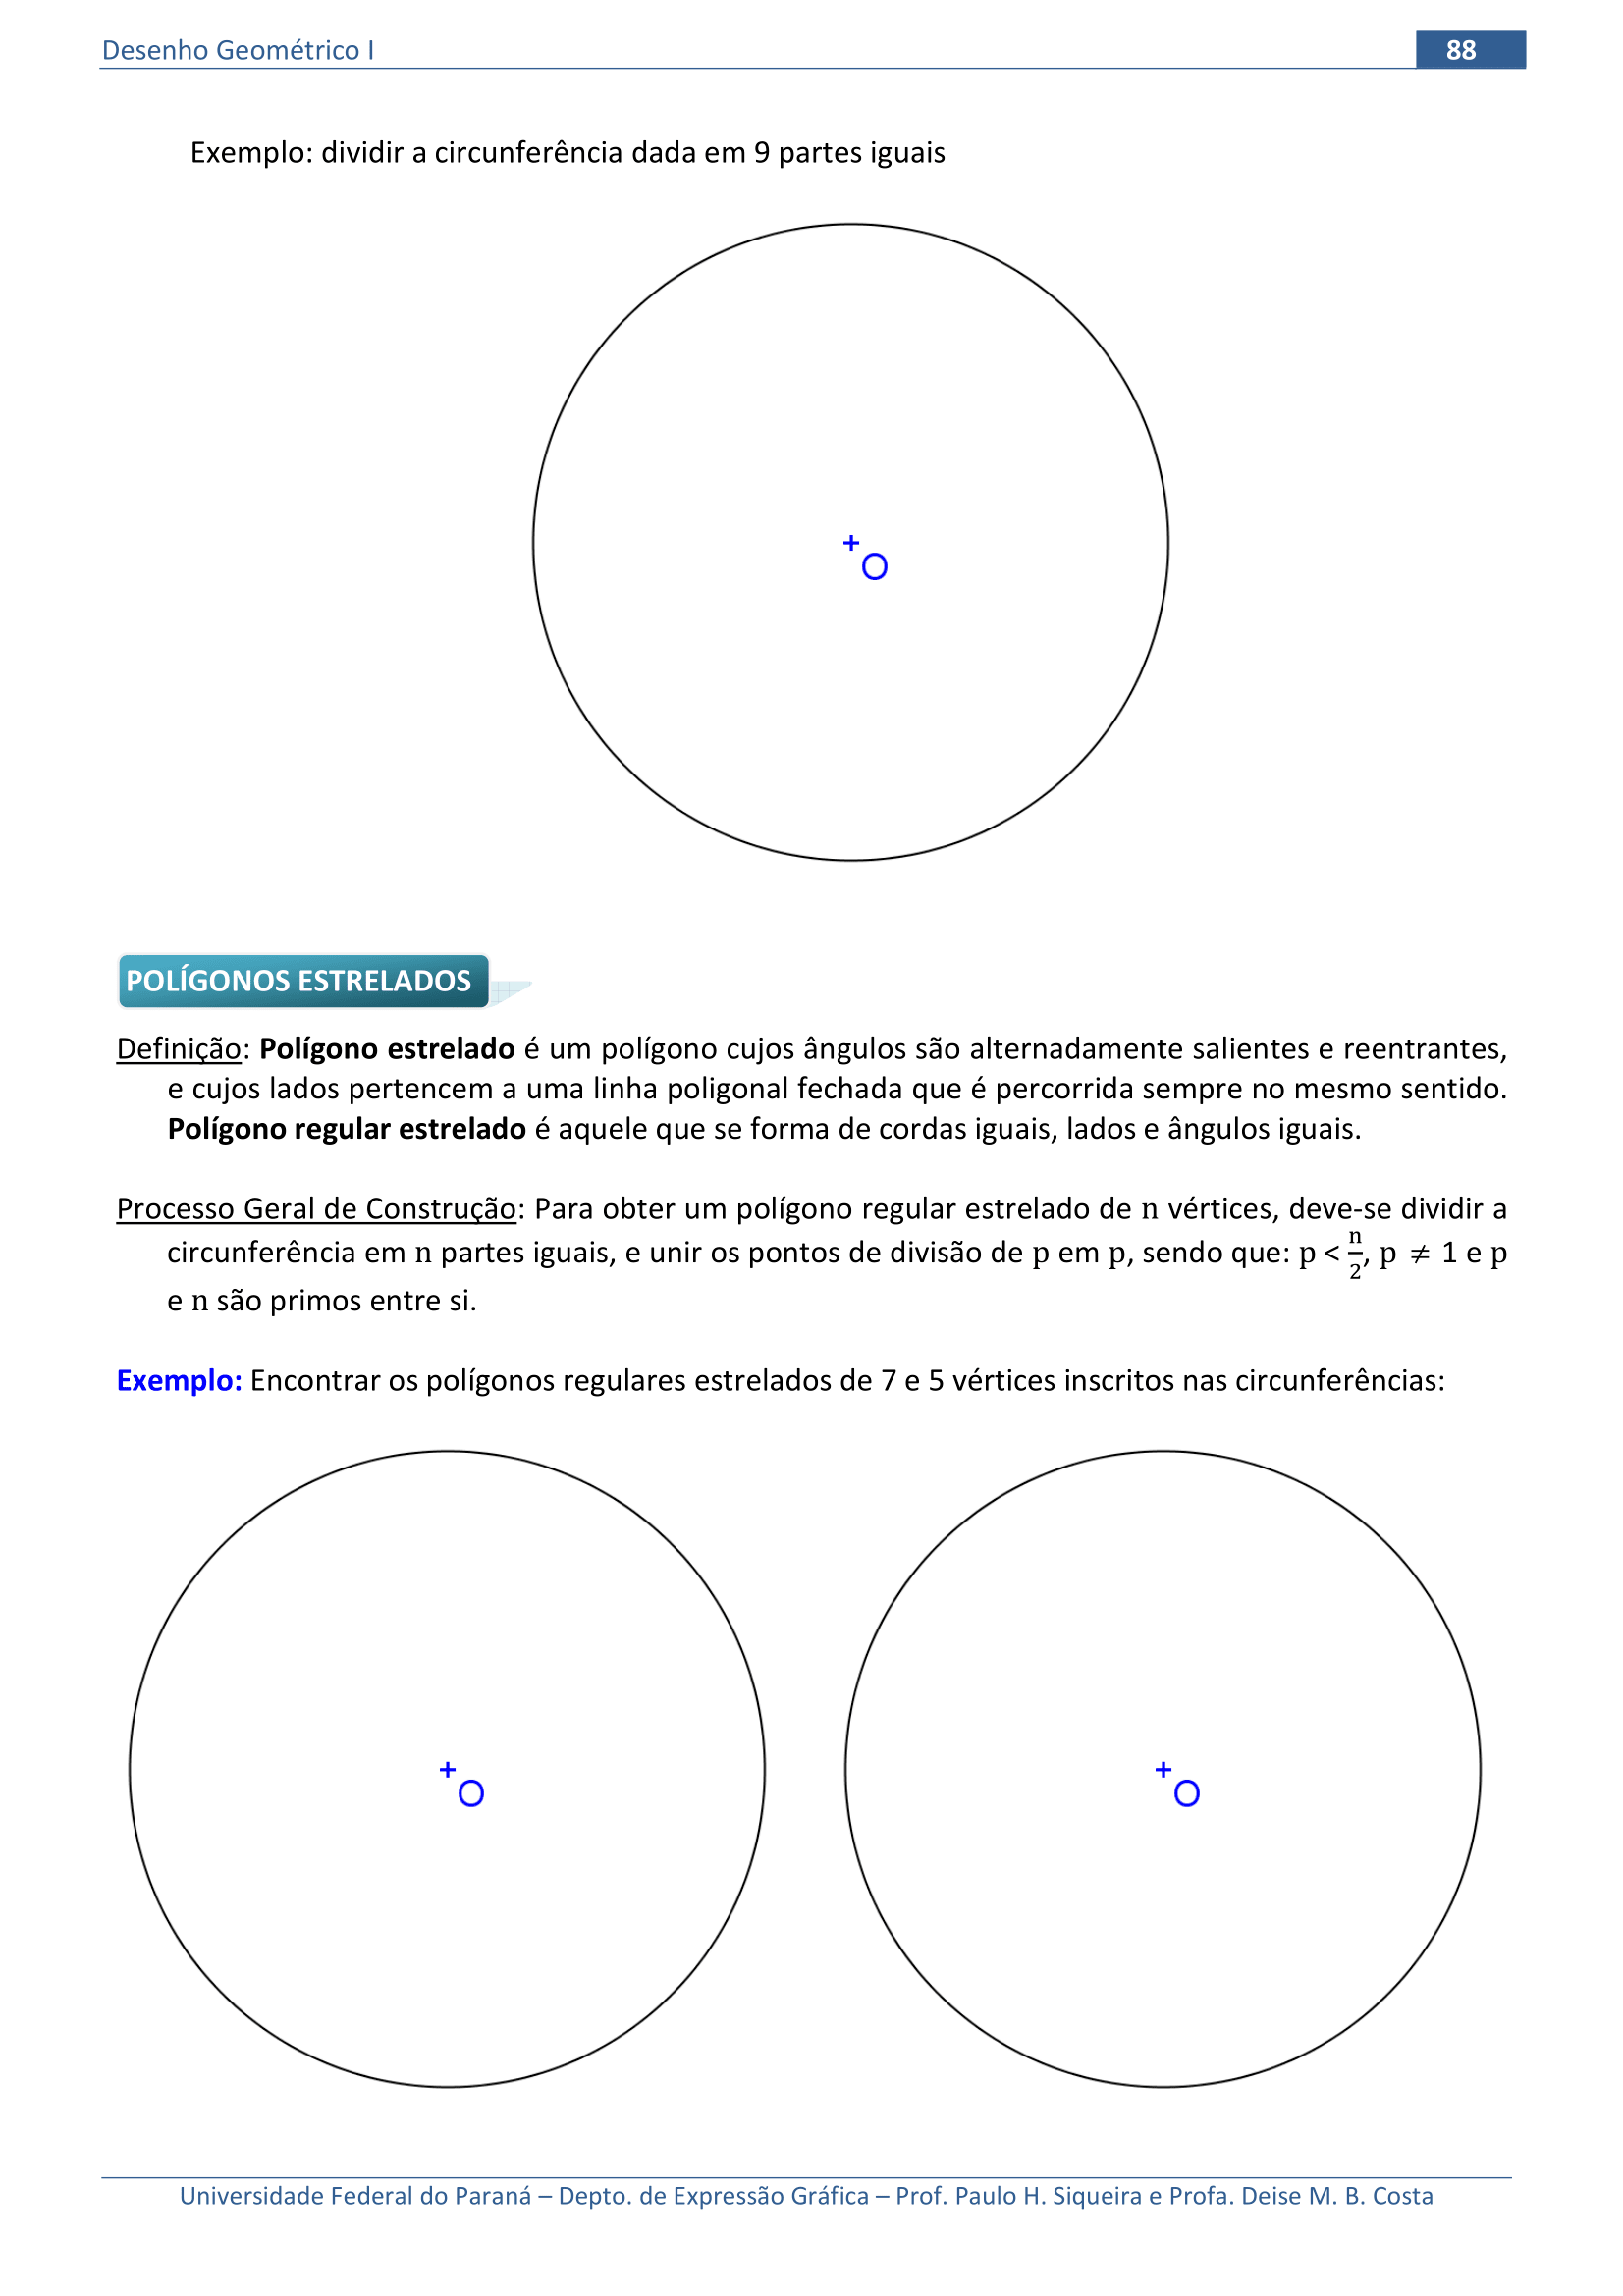 Desenho Geométrico I
88
Exemplo: dividir a circunferência dada em 9 partes iguais
+
O
POLÍGONOS ESTRELADOS
Definição: Polígono estrelado é um polígono cujos ângulos são alternadamente salientes e reentrantes,
e cujos lados pertencem a uma linha poligonal fechada que é percorrida sempre no mesmo sentido.
Polígono regular estrelado é aquele que se forma de cordas iguais, lados e ângulos iguais.
Processo Geral de Construção: Para obter um polígono regular estrelado de n vértices, deve-se dividir a
circunferência em n partes iguais, e unir os pontos de divisão de p em p, sendo que: p < n/2, p ≠ 1 e p
e n são primos entre si.
Exemplo: Encontrar os polígonos regulares estrelados de 7 e 5 vértices inscritos nas circunferências:
+ +
O O
Universidade Federal do Paraná – Depto. de Expressão Gráfica – Prof. Paulo H. Siqueira e Profa. Deise M. B. Costa